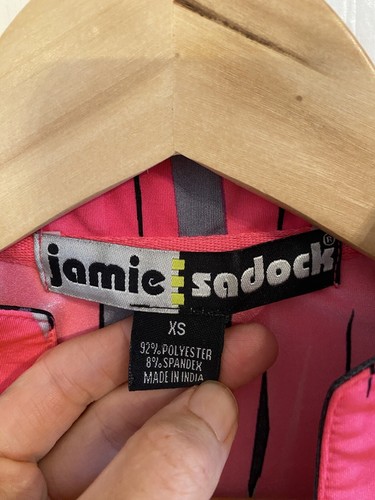 jamie sadock®
XS
92% POLYESTER
8% SPANDEX
MADE IN INDIA